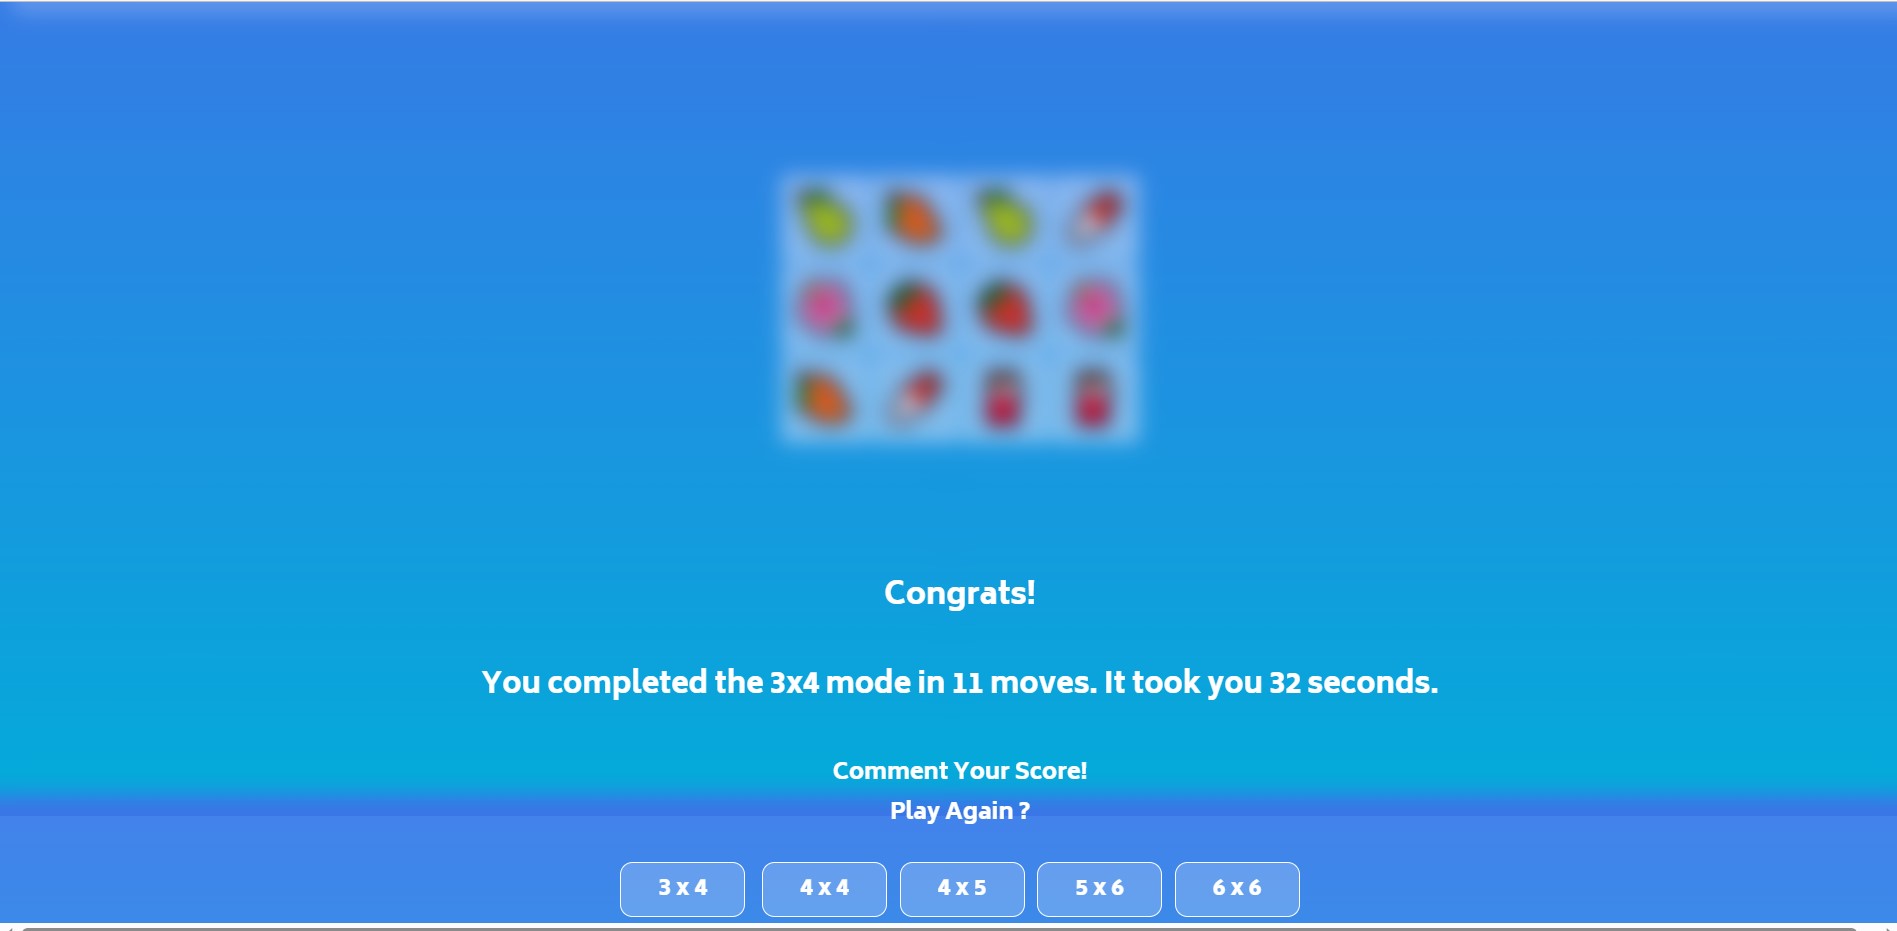 Congrats!
You completed the 3x4 mode in 11 moves. It took you 32 seconds.
Comment Your Score!
Play Again ?
3 x 4
4 x 4
4 x 5
5 x 6
6 x 6